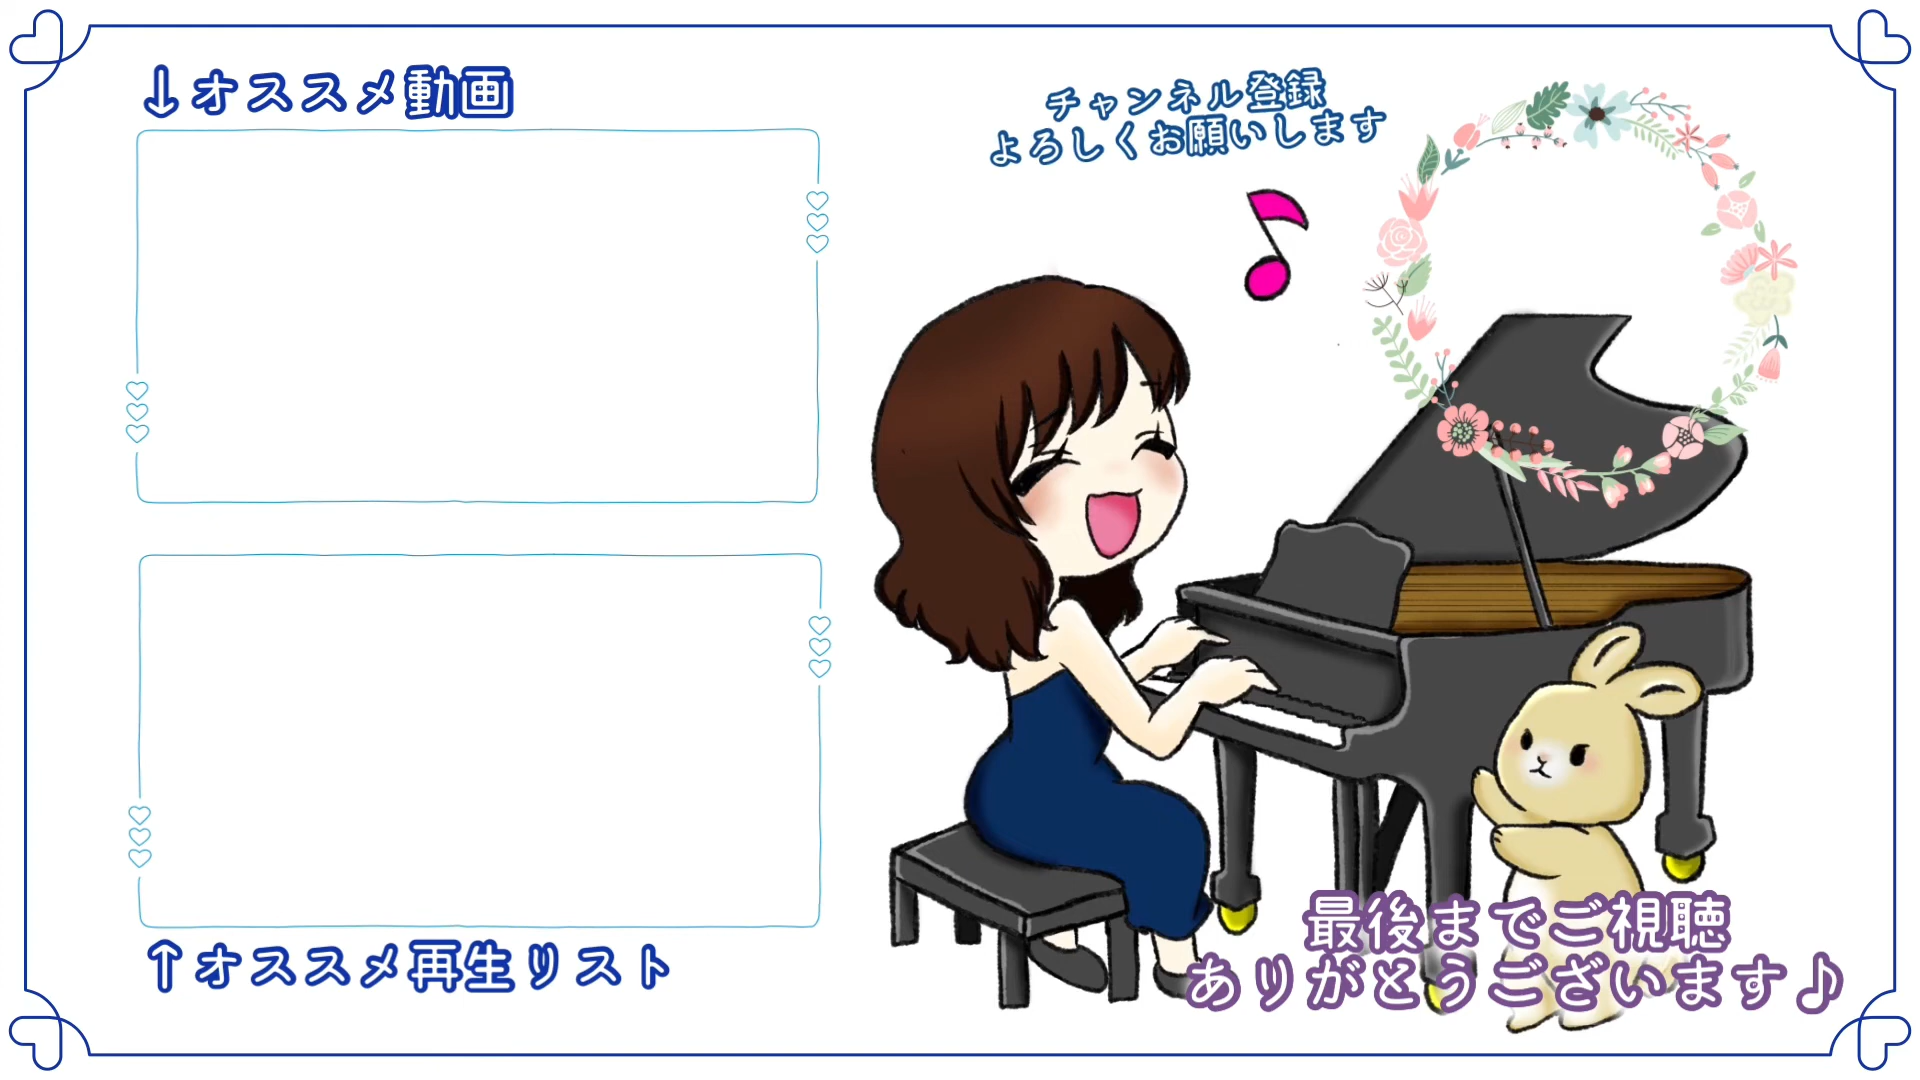 ↓オススメ動画
チャンネル登録
よろしくお願いします
↑オススメ再生リスト
最後までご視聴
ありがとうございます♪